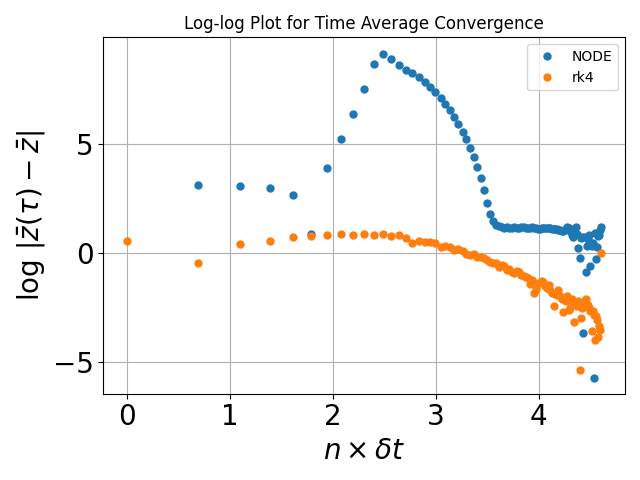 Log-log Plot for Time Average Convergence
NODE
rk4
log |z̄(τ) − z̄|
5
0
−5
0 1 2 3 4
n × δt